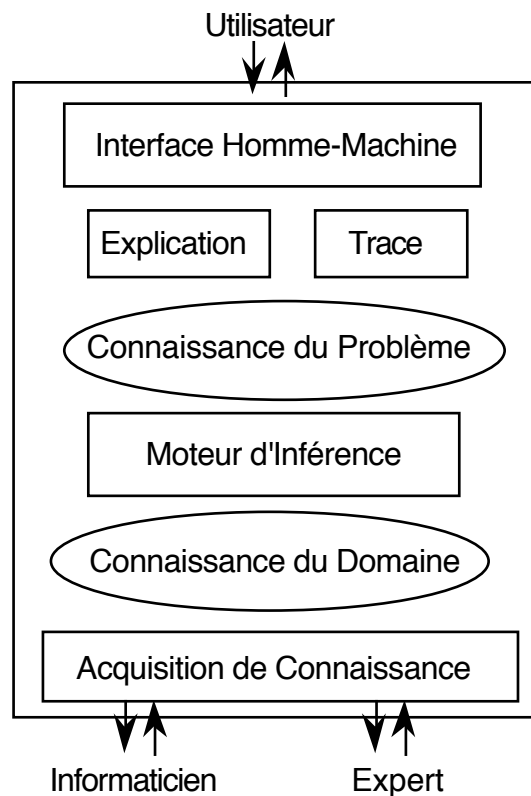 Utilisateur
Interface Homme-Machine
Explication
Trace
Connaissance du Problème
Moteur d'Inférence
Connaissance du Domaine
Acquisition de Connaissance
Informaticien
Expert